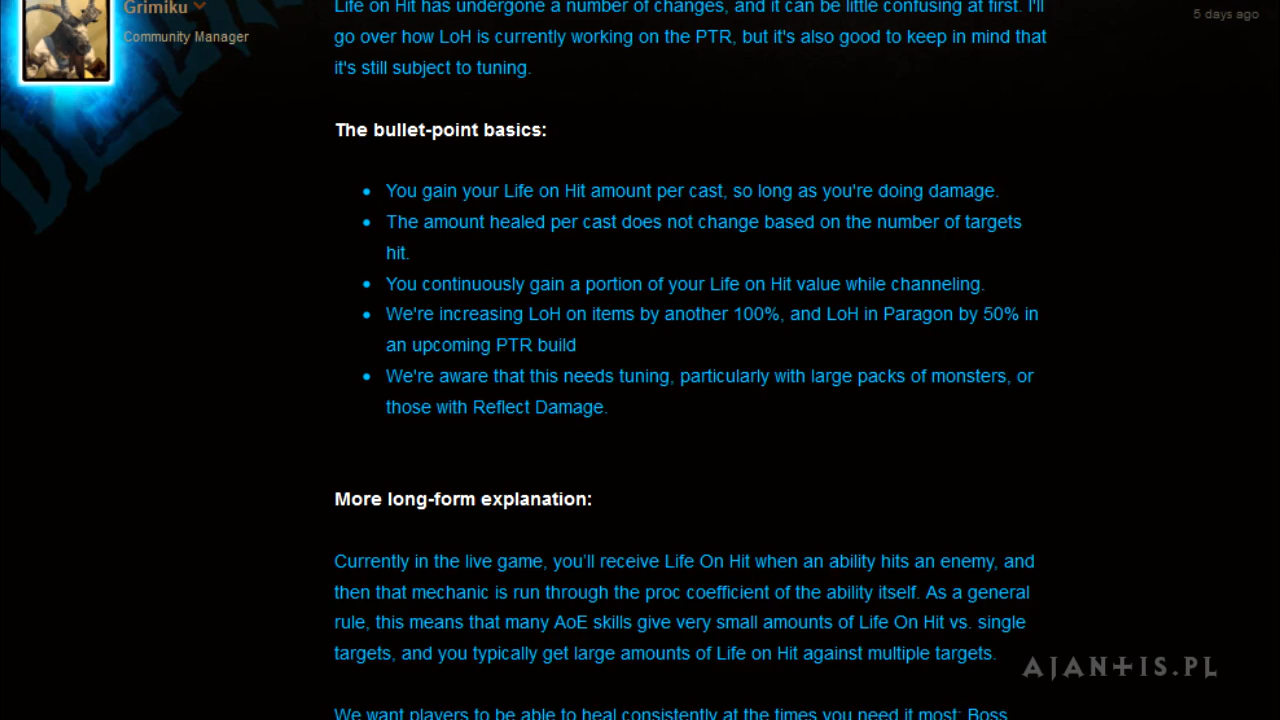 Life on Hit has undergone a number of changes, and it can be little confusing at first. I'll
Grimiku
5 days ago
Community Manager
go over how LoH is currently working on the PTR, but it's also good to keep in mind that
it's still subject to tuning.
The bullet-point basics:
• You gain your Life on Hit amount per cast, so long as you're doing damage.
• The amount healed per cast does not change based on the number of targets
hit.
• You continuously gain a portion of your Life on Hit value while channeling.
• We're increasing LoH on items by another 100%, and LoH in Paragon by 50% in
an upcoming PTR build
• We're aware that this needs tuning, particularly with large packs of monsters, or
those with Reflect Damage.
More long-form explanation:
Currently in the live game, you’ll receive Life On Hit when an ability hits an enemy, and
then that mechanic is run through the proc coefficient of the ability itself. As a general
rule, this means that many AoE skills give very small amounts of Life On Hit vs. single
targets, and you typically get large amounts of Life on Hit against multiple targets.
AJANTIS.PL
We want players to be able to heal consistently at the times you need it most: Boss